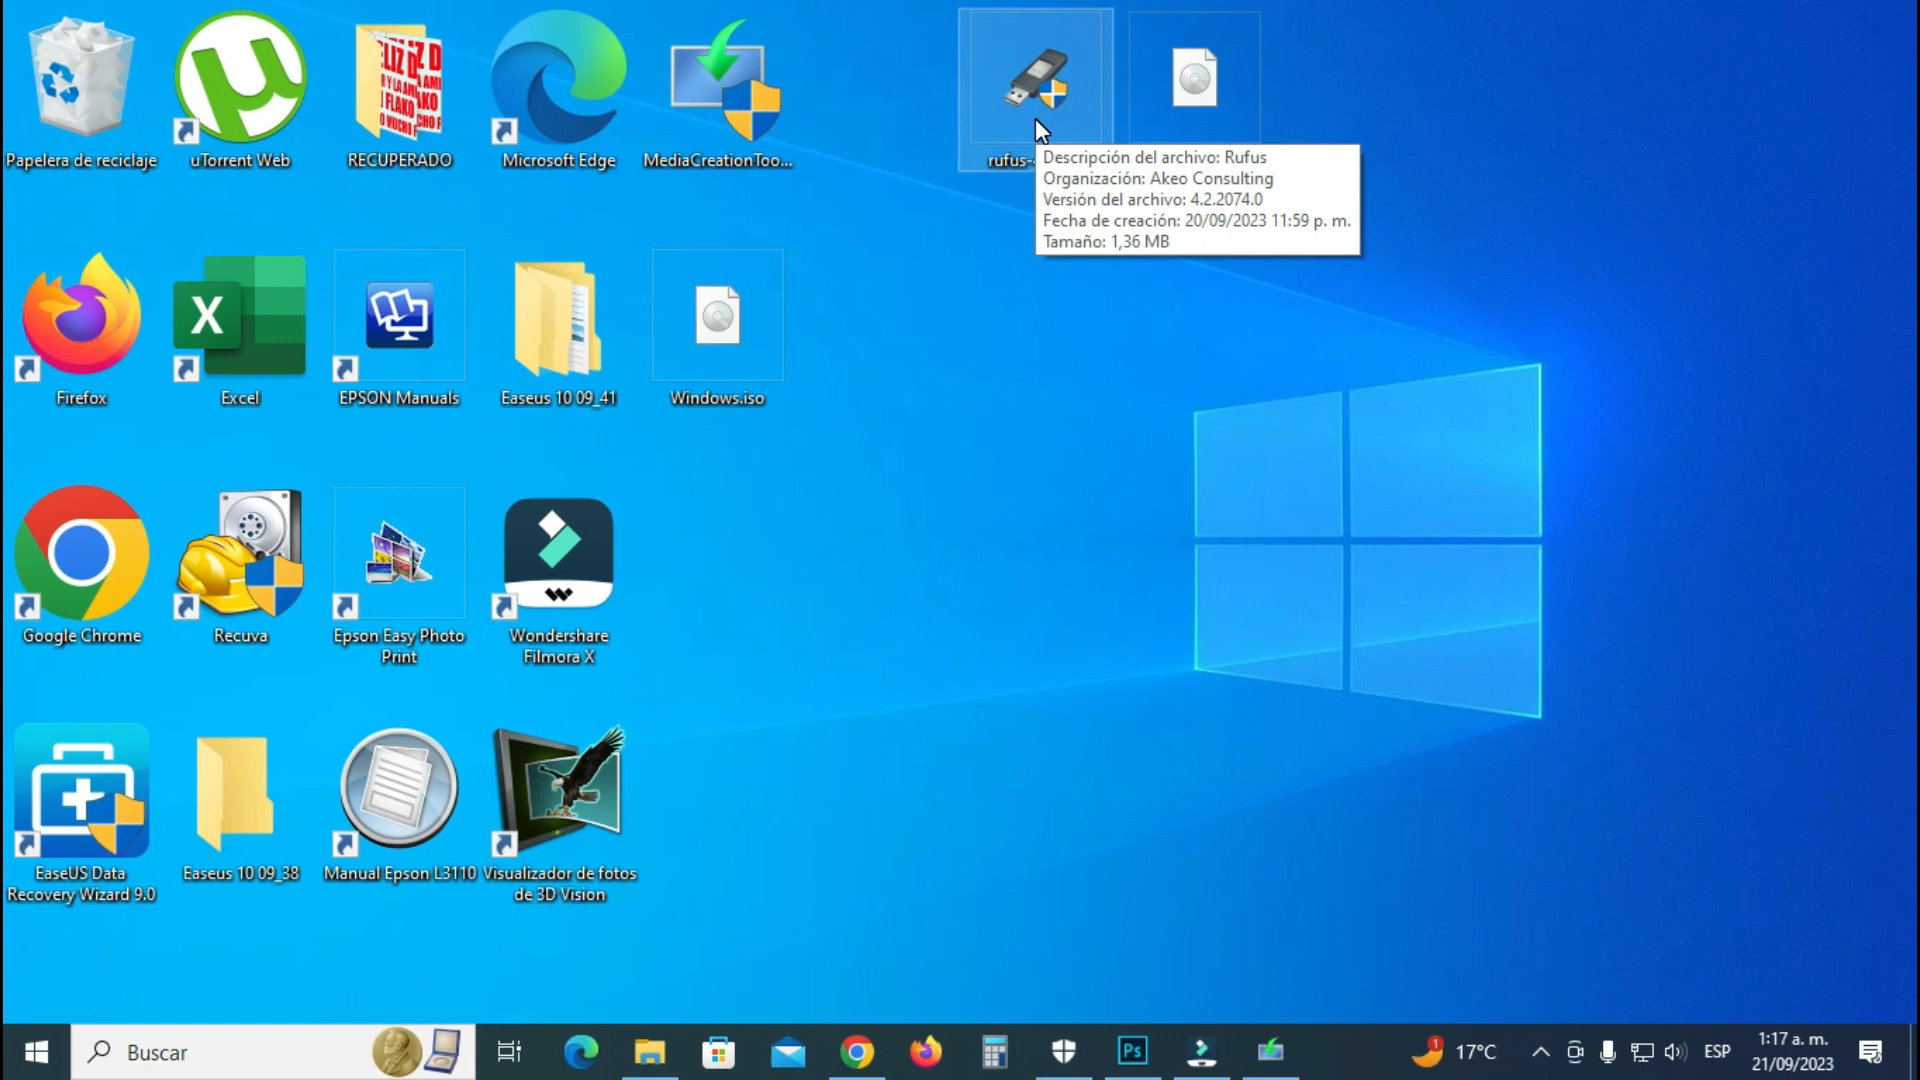 Papelera de reciclaje
uTorrent Web
RECUPERADO
Microsoft Edge
MediaCreationToo...
rufus-
Descripción del archivo: Rufus
Organización: Akeo Consulting
Versión del archivo: 4.2.2074.0
Fecha de creación: 20/09/2023 11:59 p. m.
Tamaño: 1,36 MB
Firefox
X
Excel
EPSON Manuals
Easeus 10 09_41
Windows.iso
Google Chrome
Recuva
Epson Easy Photo
Print
Wondershare
Filmora X
EaseUS Data
Recovery Wizard 9.0
Easeus 10 09_38
Manual Epson L3110
Visualizador de fotos
de 3D Vision
Buscar
Ps
1
17°C
ESP
1:17 a. m.
21/09/2023